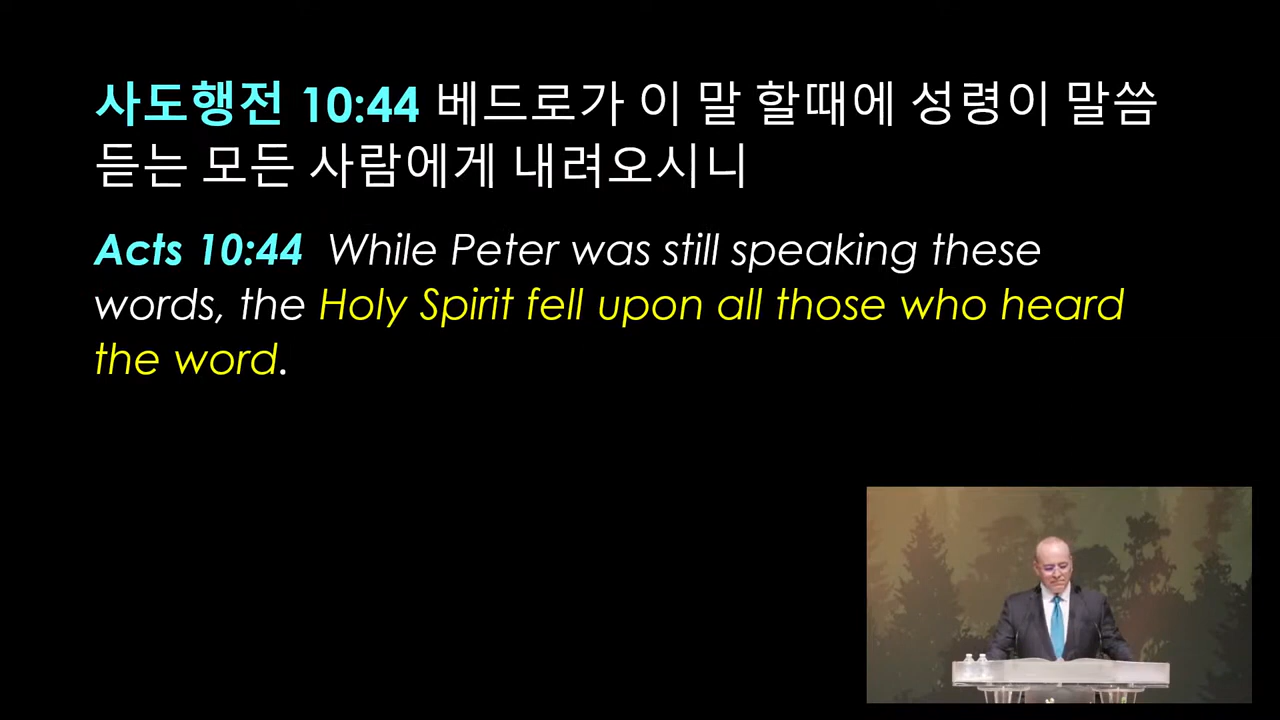 사도행전 10:44 베드로가 이 말 할때에 성령이 말씀
듣는 모든 사람에게 내려오시니
Acts 10:44 While Peter was still speaking these
words, the Holy Spirit fell upon all those who heard
the word.